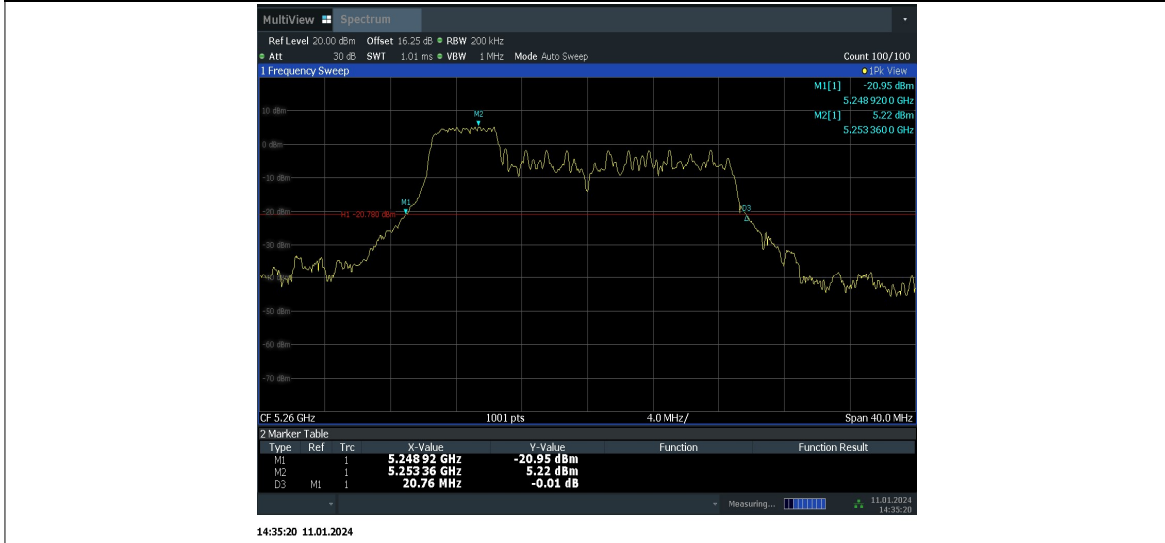 MultiView Spectrum
Ref Level 20.00 dBm Offset 16.25 dB RBW 200 kHz
Att 30 dB SWT 1.01 ms VBW 1 MHz Mode Auto Sweep Count 100/100
1 Frequency Sweep 1Pk View
M1[1] -20.95 dBm
5.248 920 0 GHz
M2[1] 5.22 dBm
5.253 360 0 GHz
10 dBm
M2
0 dBm
-10 dBm
M1
-20 dBm
H1 -20.780 dBm
D3
-30 dBm
-40 dBm
-50 dBm
-60 dBm
-70 dBm
CF 5.26 GHz 1001 pts 4.0 MHz/ Span 40.0 MHz
2 Marker Table
Type Ref Trc X-Value Y-Value Function Function Result
M1 1 5.248 92 GHz -20.95 dBm
M2 1 5.253 36 GHz 5.22 dBm
D3 M1 1 20.76 MHz -0.01 dB
Measuring... 11.01.2024
14:35:20
14:35:20 11.01.2024